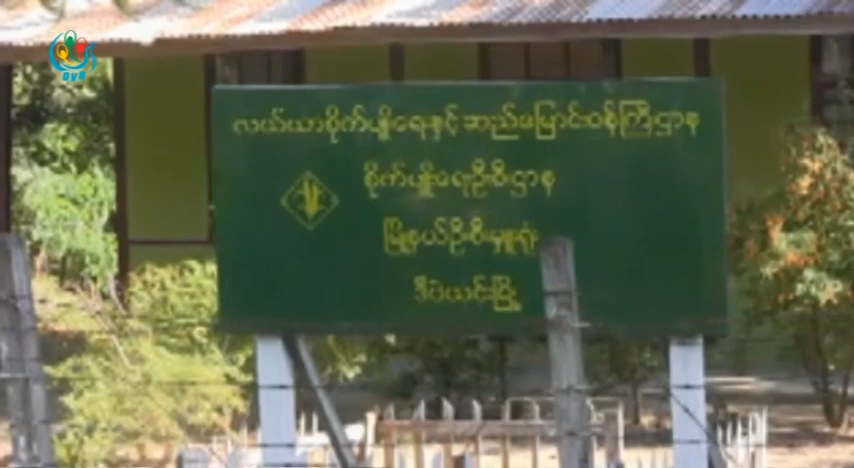 DVB
လယ်ယာစိုက်ပျိုးရေးနှင့်ဆည်မြောင်းဝန်ကြီးဌာန
စိုက်ပျိုးရေးဦးစီးဌာန
မြို့နယ်ဦးစီးမှူးရုံး
ဒီပဲယင်းမြို့